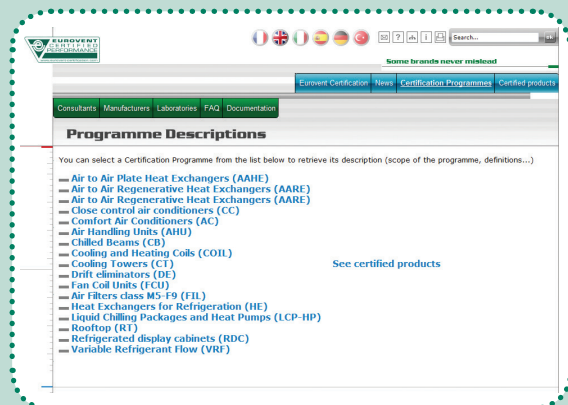 EUROVENT
CERTIFIED
PERFORMANCE
Search...
Some brands never mislead
Eurovent Certification News Certification Programmes Certified products
Consultants Manufacturers Laboratories FAQ Documentation
Programme Descriptions
You can select a Certification Programme from the list below to retrieve its description (scope of the programme, definitions...)
Air to Air Plate Heat Exchangers (AAHE)
Air to Air Regenerative Heat Exchangers (AARE)
Air to Air Regenerative Heat Exchangers (AARE)
Close control air conditioners (CC)
Comfort Air Conditioners (AC)
Air Handling Units (AHU)
Chilled Beams (CB)
Cooling and Heating Coils (COIL)
Cooling Towers (CT)
See certified products
Drift eliminators (DE)
Fan Coil Units (FCU)
Air Filters class M5-F9 (FIL)
Heat Exchangers for Refrigeration (HE)
Liquid Chilling Packages and Heat Pumps (LCP-HP)
Rooftop (RT)
Refrigerated display cabinets (RDC)
Variable Refrigerant Flow (VRF)